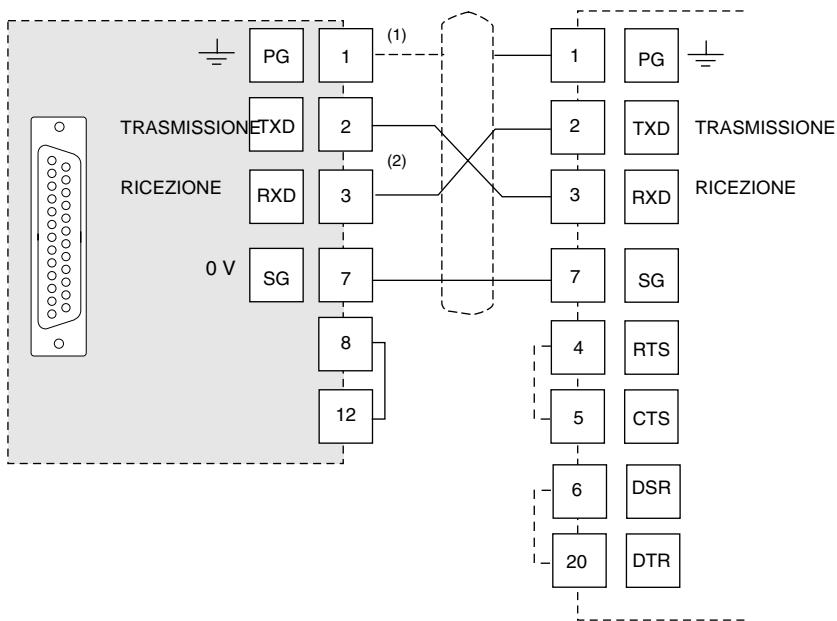 PG 1 (1) 1 PG
TRASMISSIONE TXD 2 2 TXD TRASMISSIONE
RICEZIONE RXD 3 (2) 3 RXD RICEZIONE
0 V SG 7 7 SG
8 4 RTS
12 5 CTS
6 DSR
20 DTR